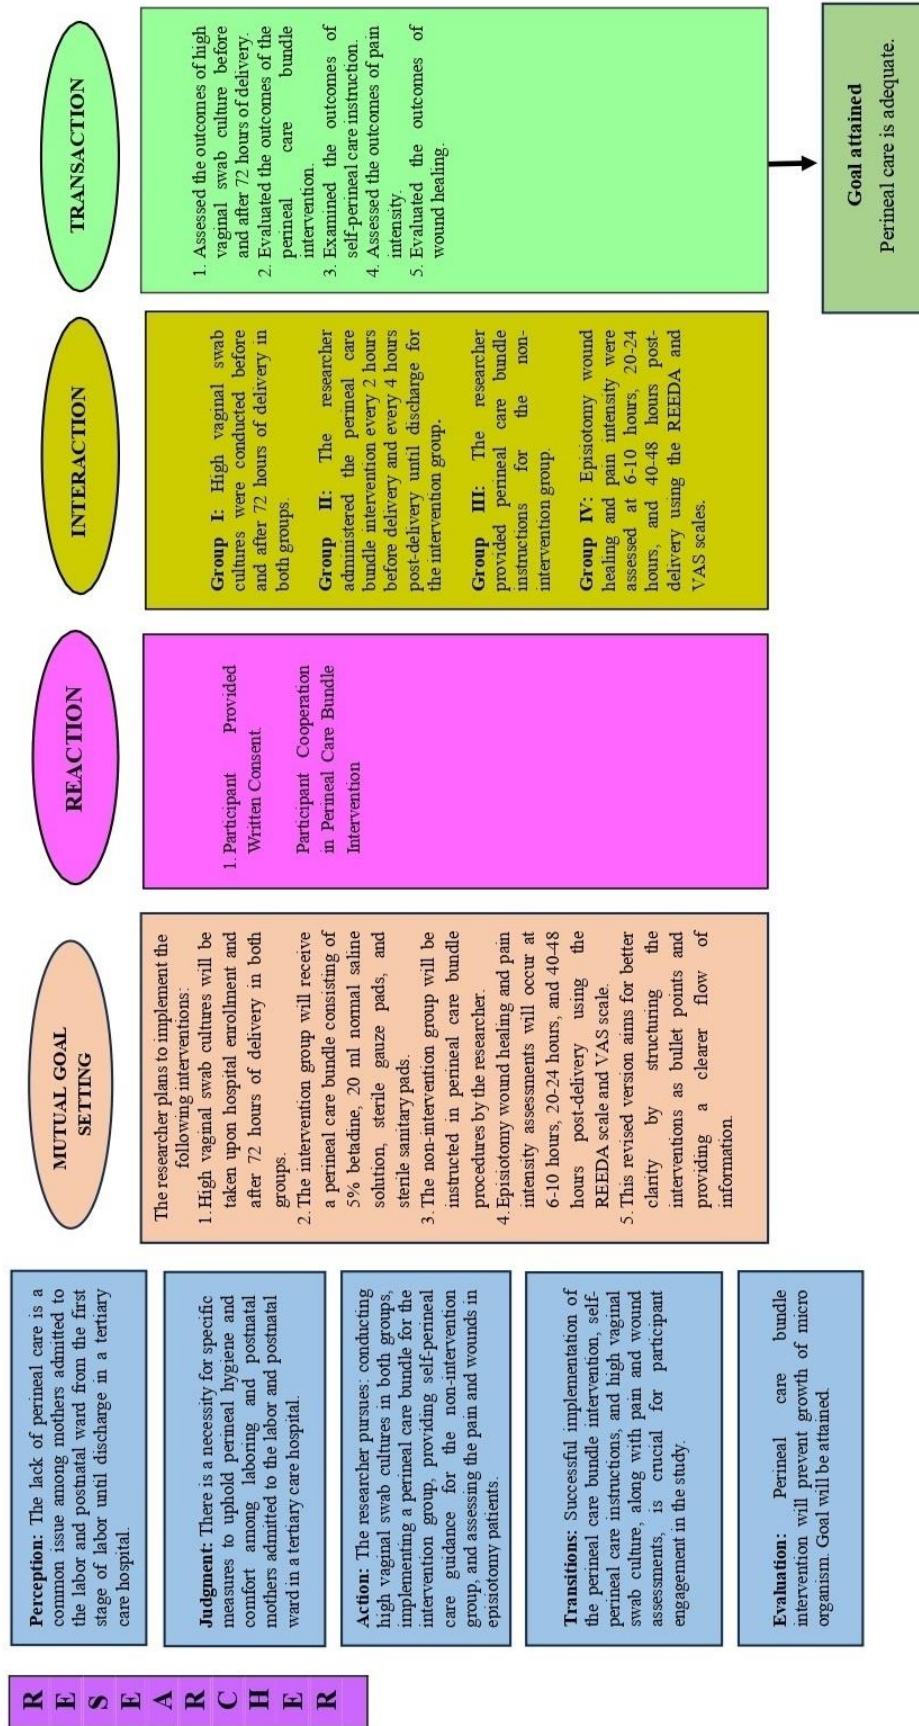 R
E
S
E
A
R
C
H
E
R
Perception: The lack of perineal care is a
common issue among mothers admitted to
the labor and postnatal ward from the first
stage of labor until discharge in a tertiary
care hospital.
Judgment: There is a necessity for specific
measures to uphold perineal hygiene and
comfort among laboring and postnatal
mothers admitted to the labor and postnatal
ward in a tertiary care hospital.
Action: The researcher pursues: conducting
high vaginal swab cultures in both groups,
implementing a perineal care bundle for the
intervention group, providing self-perineal
care guidance for the non-intervention
group, and assessing the pain and wounds in
episiotomy patients.
Transitions: Successful implementation of
the perineal care bundle intervention, self-
perineal care instructions, and high vaginal
swab culture, along with pain and wound
assessments, is crucial for participant
engagement in the study.
Evaluation: Perineal care bundle
intervention will prevent growth of micro
organism. Goal will be attained
MUTUAL GOAL
SETTING
The researcher plans to implement the
following interventions:
1. High vaginal swab cultures will be
taken upon hospital enrollment and
after 72 hours of delivery in both
groups.
2. The intervention group will receive
a perineal care bundle consisting of
5% betadine, 20 ml normal saline
solution, sterile gauze pads, and
sterile sanitary pads.
3. The non-intervention group will be
instructed in perineal care bundle
procedures by the researcher.
4. Episiotomy wound healing and pain
intensity assessments will occur at
6-10 hours, 20-24 hours, and 40-48
hours post-delivery using the
REEDA scale and VAS scale.
5. This revised version aims for better
clarity by structuring the
interventions as bullet points and
providing a clearer flow of
information.
REACTION
1. Participant Provided
Written Consent.
Participant Cooperation
in Perineal Care Bundle
Intervention
INTERACTION
Group I: High vaginal swab
cultures were conducted before
and after 72 hours of delivery in
both groups.
Group II: The researcher
administered the perineal care
bundle intervention every 2 hours
before delivery and every 4 hours
post-delivery until discharge for
the intervention group.
Group III: The researcher
provided perineal care bundle
instructions for the non-
intervention group.
Group IV: Episiotomy wound
healing and pain intensity were
assessed at 6-10 hours, 20-24
hours, and 40-48 hours post-
delivery using the REEDA and
VAS scales.
TRANSACTION
1. Assessed the outcomes of high
vaginal swab culture before
and after 72 hours of delivery.
2. Evaluated the outcomes of the
perineal care bundle
intervention.
3. Examined the outcomes of
self-perineal care instruction.
4. Assessed the outcomes of pain
intensity.
5. Evaluated the outcomes of
wound healing.
Goal attained
Perineal care is adequate.